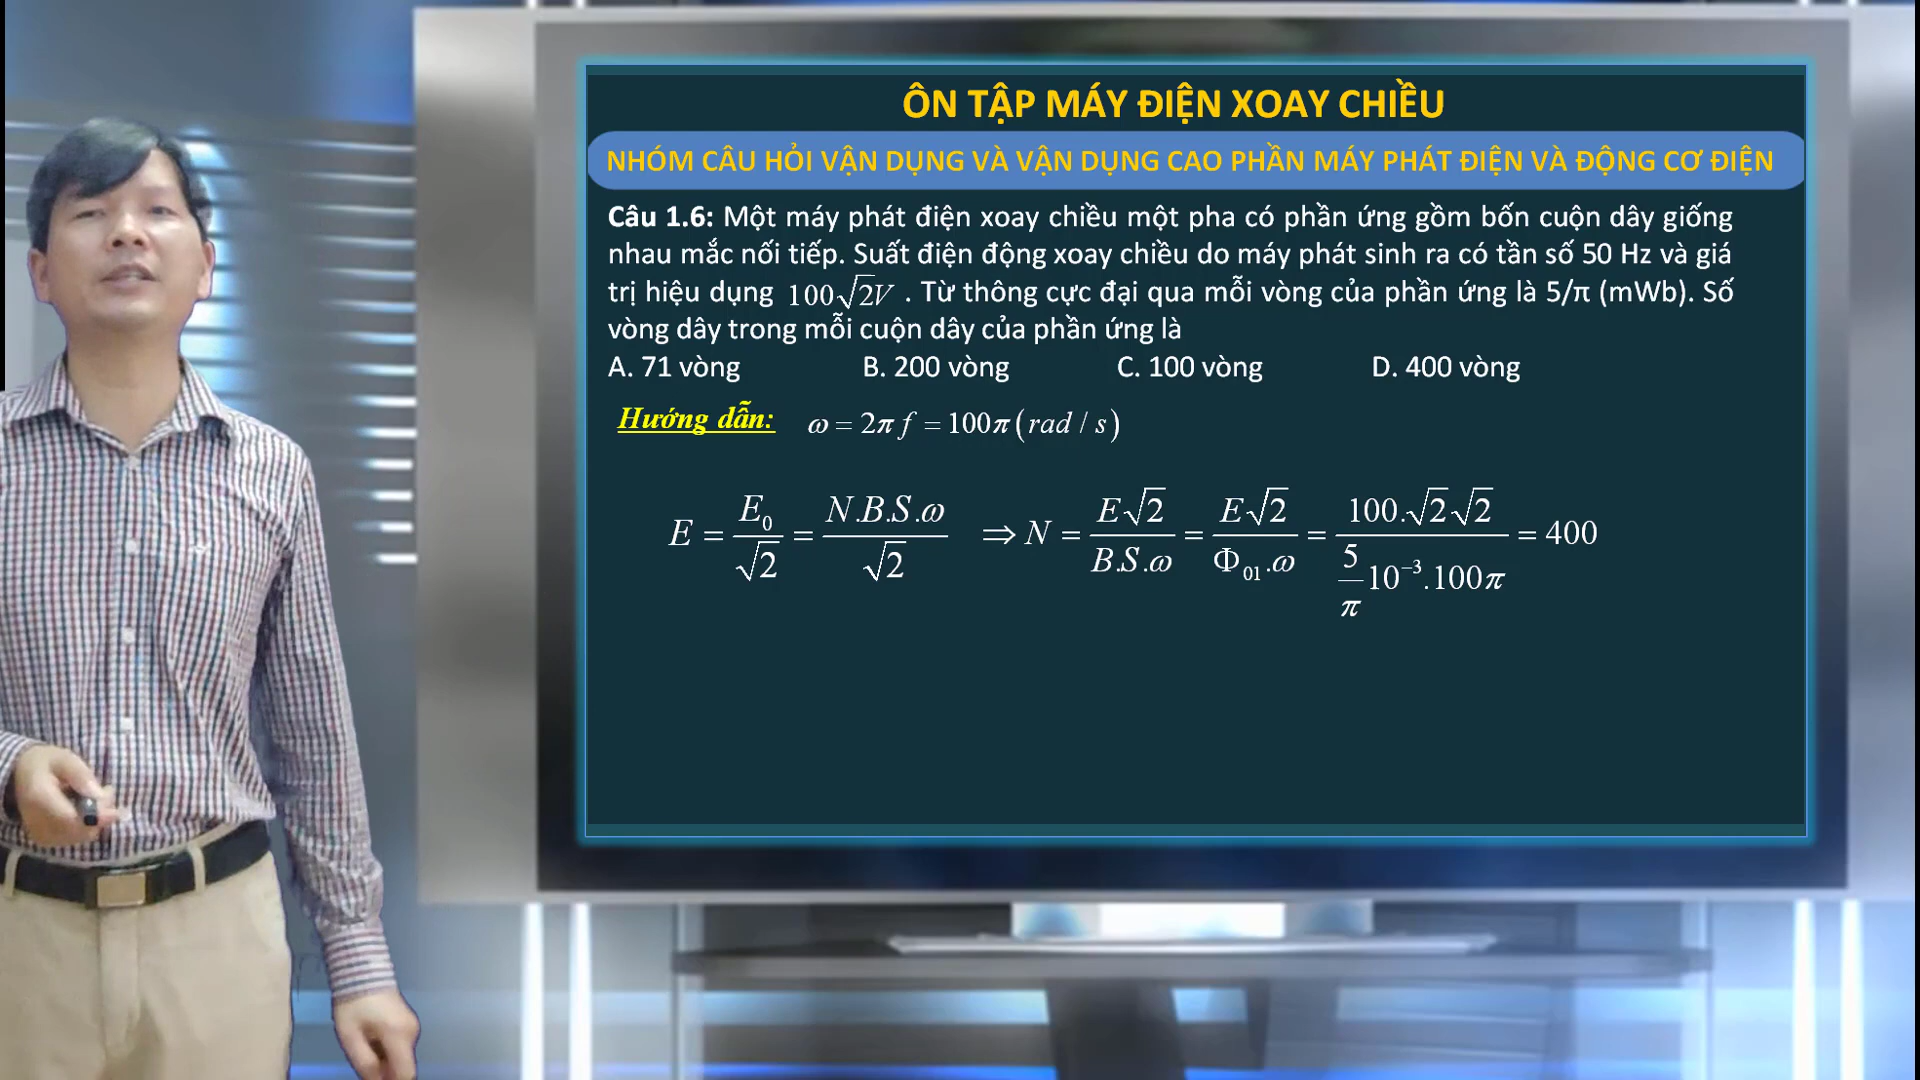 ÔN TẬP MÁY ĐIỆN XOAY CHIỀU
NHÓM CÂU HỎI VẬN DỤNG VÀ VẬN DỤNG CAO PHẦN MÁY PHÁT ĐIỆN VÀ ĐỘNG CƠ ĐIỆN
Câu 1.6: Một máy phát điện xoay chiều một pha có phần ứng gồm bốn cuộn dây giống
nhau mắc nối tiếp. Suất điện động xoay chiều do máy phát sinh ra có tần số 50 Hz và giá
trị hiệu dụng 100√2V . Từ thông cực đại qua mỗi vòng của phần ứng là 5/π (mWb). Số
vòng dây trong mỗi cuộn dây của phần ứng là
A. 71 vòng B. 200 vòng C. 100 vòng D. 400 vòng
Hướng dẫn: ω = 2π f = 100π (rad / s)
E = E₀/√2 = N.B.S.ω/√2 ⇒ N = E√2/B.S.ω = E√2/Φ₀₁.ω = 100.√2√2/(5/π 10⁻³.100π) = 400